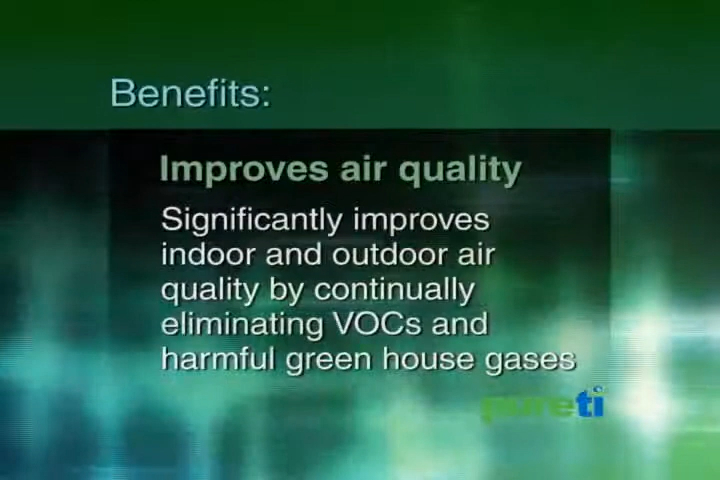 Benefits:
Improves air quality
Significantly improves
indoor and outdoor air
quality by continually
eliminating VOCs and
harmful green house gases
pureti